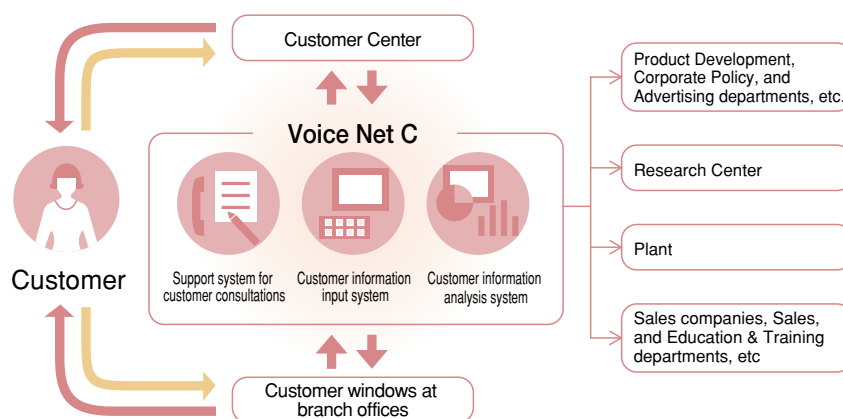 Customer Center
Voice Net C
Support system for
customer consultations
Customer information
input system
Customer information
analysis system
Customer
Customer windows at
branch offices
Product Development,
Corporate Policy, and
Advertising departments, etc.
Research Center
Plant
Sales companies, Sales,
and Education & Training
departments, etc